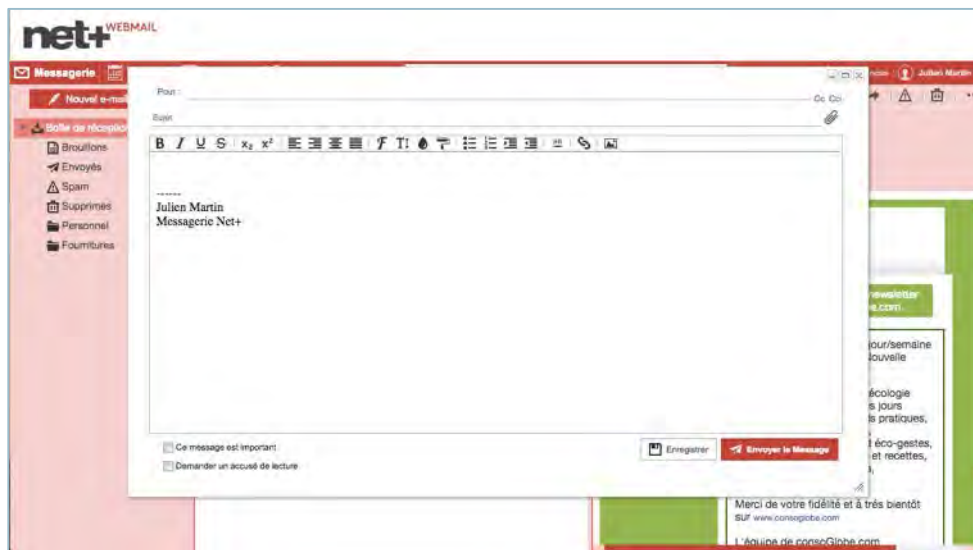 net+ WEBMAIL
Messagerie
Julien Martin
Nouvel e-mail
Pour :
Cc Cci
Sujet
Boîte de réception
Brouillons
Envoyés
Spam
Supprimés
Personnel
Fournitures
B I U S x₂ x²
------
Julien Martin
Messagerie Net+
newsletter
e.com
jour/semaine
Nouvelle
écologie
s jours
s pratiques,
t éco-gestes,
et recettes,
Ce message est important
Demander un accusé de lecture
Enregistrer
Envoyer le Message
Merci de votre fidélité et à très bientôt
sur www.consoglobe.com
L'équipe de consoGlobe.com